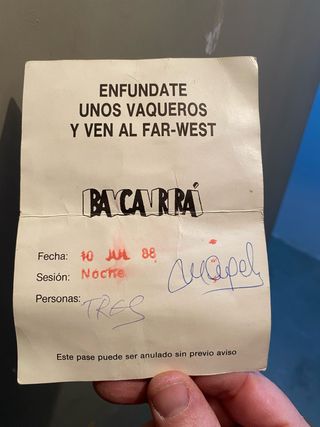 ENFUNDATE
UNOS VAQUEROS
Y VEN AL FAR-WEST
BACARRÁ
Fecha: 10 JUL 88
Sesión: Noche
Personas: TRES
Este pase puede ser anulado sin previo aviso